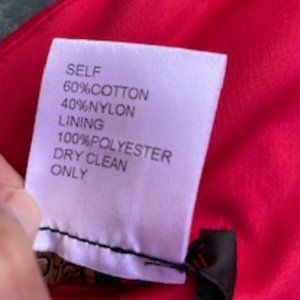 SELF
60%COTTON
40%NYLON
LINING
100%POLYESTER
DRY CLEAN
ONLY